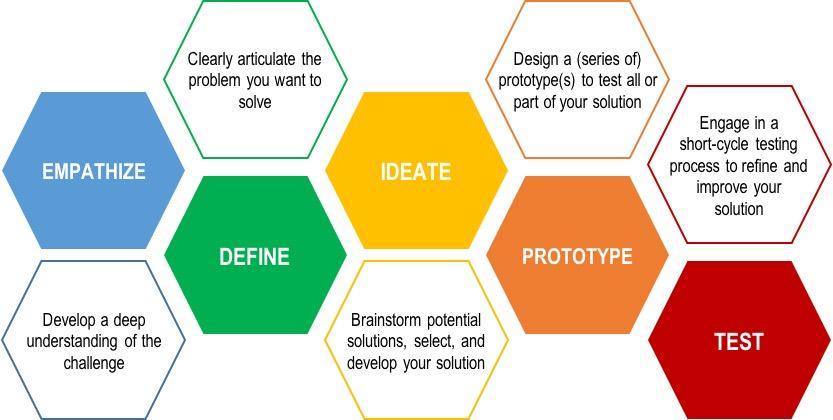 EMPATHIZE
Develop a deep
understanding of the
challenge
Clearly articulate the
problem you want to
solve
DEFINE
IDEATE
Brainstorm potential
solutions, select, and
develop your solution
Design a (series of)
prototype(s) to test all or
part of your solution
PROTOTYPE
Engage in a
short-cycle testing
process to refine and
improve your
solution
TEST